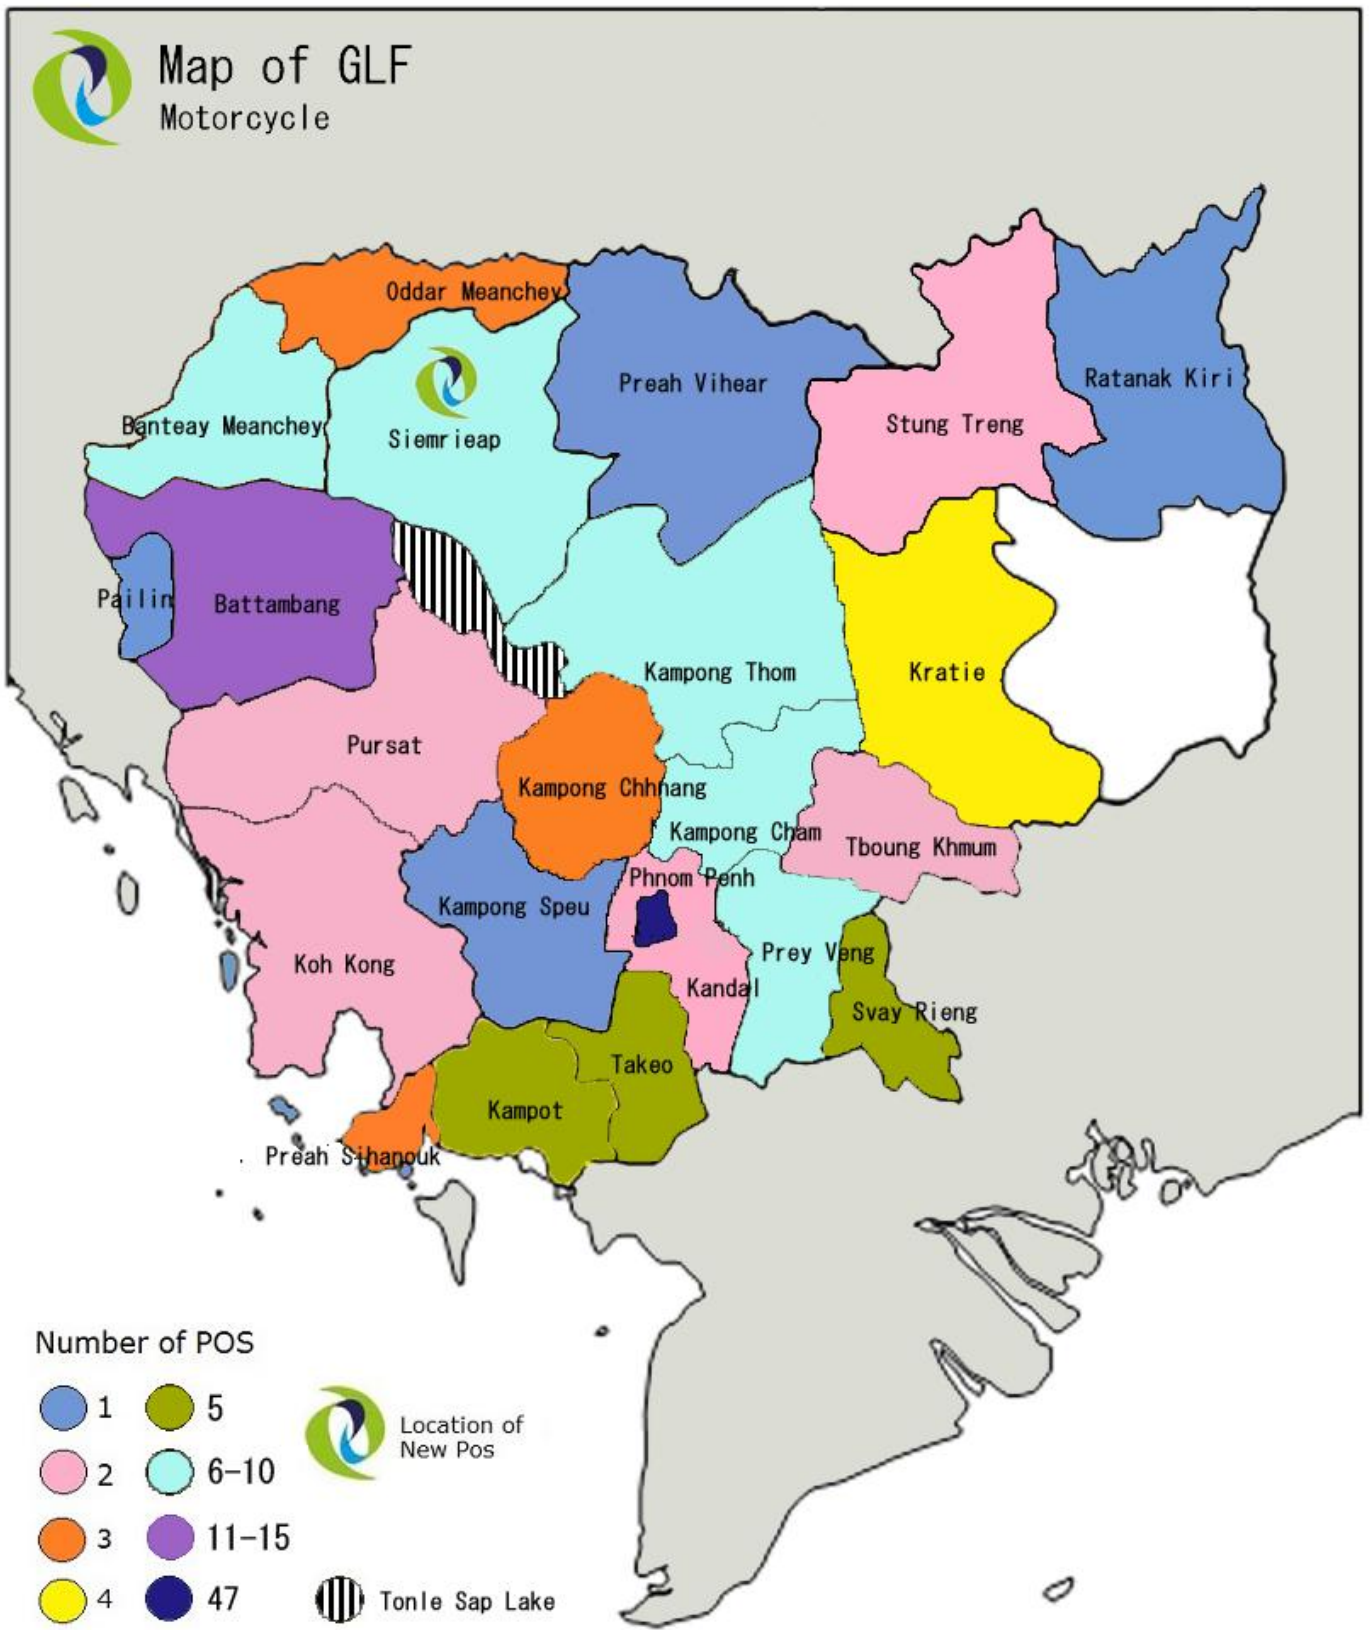 Map of GLF
Motorcycle
Oddar Meanchey
Preah Vihear
Ratanak Kiri
Stung Treng
Banteay Meanchey
Siemrieap
Pailin
Battambang
Kampong Thom
Kratie
Pursat
Kampong Chhnang
Kampong Cham
Tboung Khmum
Phnom Penh
Kampong Speu
Prey Veng
Koh Kong
Kandal
Svay Rieng
Takeo
Kampot
Preah Sihanouk
Number of POS
1
5
Location of
New Pos
2
6-10
3
11-15
4
47
Tonle Sap Lake